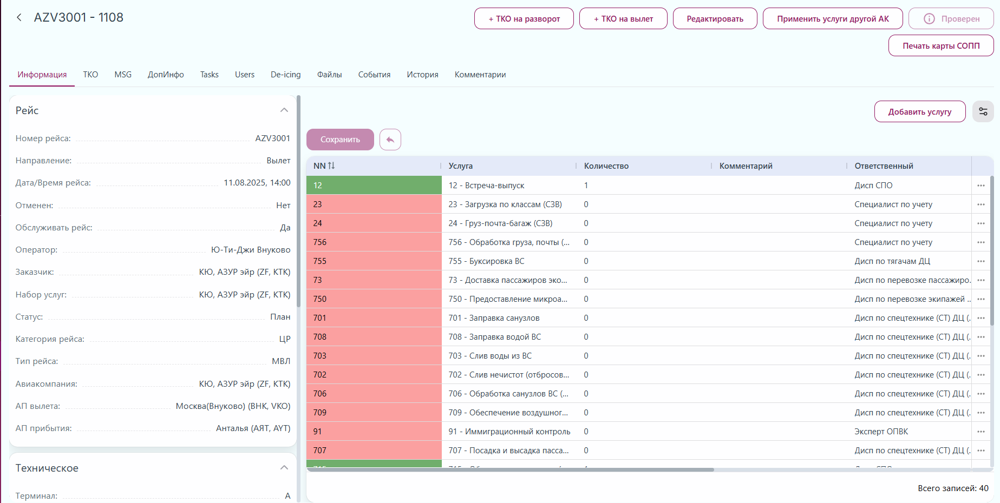 AZV3001 - 1108
+ ТКО на разворот
+ ТКО на вылет
Редактировать
Применить услуги другой АК
Проверен
Печать карты СОПП
Информация
ТКО
MSG
ДопИнфо
Tasks
Users
De-icing
Файлы
События
История
Комментарии
Рейс
Номер рейса: AZV3001
Направление: Вылет
Дата/Время рейса: 11.08.2025, 14:00
Отменен: Нет
Обслуживать рейс: Да
Оператор: Ю-Ти-Джи Внуково
Заказчик: КЮ, АЗУР эйр (ZF, КТК)
Набор услуг: КЮ, АЗУР эйр (ZF, КТК)
Статус: План
Категория рейса: ЦР
Тип рейса: МВЛ
Авиакомпания: КЮ, АЗУР эйр (ZF, КТК)
АП вылета: Москва(Внуково) (ВНК, VKO)
АП прибытия: Анталья (АЯТ, AYT)
Техническое
Терминал: A
Добавить услугу
Сохранить
NN Услуга Количество Комментарий Ответственный
12 12 - Встреча-выпуск 1 Дисп СПО ...
23 23 - Загрузка по классам (СЗВ) 0 Специалист по учету ...
24 24 - Груз-почта-багаж (СЗВ) 0 Специалист по учету ...
756 756 - Обработка груза, почты (... 0 Специалист по учету ...
755 755 - Буксировка ВС 0 Дисп по тягачам ДЦ ...
73 73 - Доставка пассажиров эко... 0 Дисп по перевозке пассажиро. ...
750 750 - Предоставление микроа... 0 Дисп по перевозке экипажей .. ...
701 701 - Заправка санузлов 0 Дисп по спецтехнике (СТ) ДЦ (. ...
708 708 - Заправка водой ВС 0 Дисп по спецтехнике (СТ) ДЦ (. ...
703 703 - Слив воды из ВС 0 Дисп по спецтехнике (СТ) ДЦ (. ...
702 702 - Слив нечистот (отбросов... 0 Дисп по спецтехнике (СТ) ДЦ (. ...
706 706 - Обработка санузлов ВС (... 0 Дисп по спецтехнике (СТ) ДЦ (. ...
709 709 - Обеспечение воздушног... 0 Дисп по спецтехнике (СТ) ДЦ (. ...
91 91 - Иммиграционный контроль 0 Эксперт ОПВК ...
707 707 - Посадка и высадка пасса... 0 Дисп по спецтехнике (СТ) ДЦ (. ...
Всего записей: 40